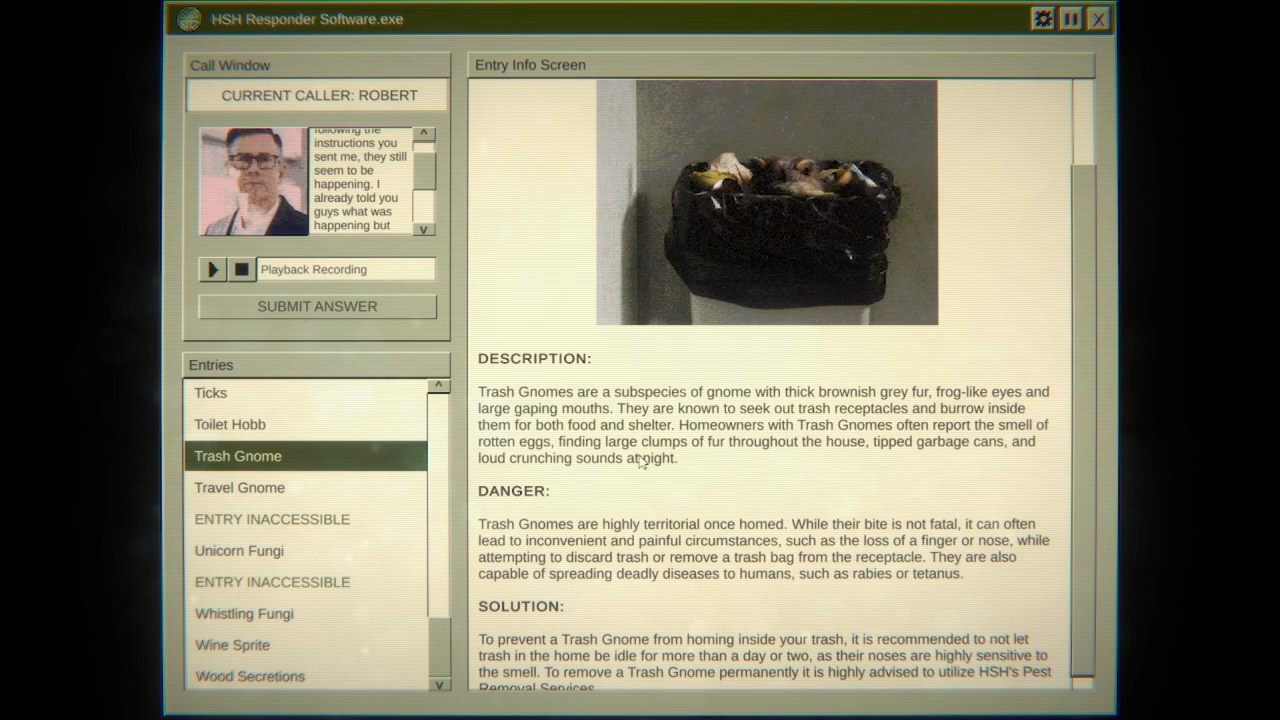 HSH Responder Software.exe
Call Window
CURRENT CALLER: ROBERT
following the
instructions you
sent me, they still
seem to be
happening. I
already told you
guys what was
happening but
Playback Recording
SUBMIT ANSWER
Entries
Ticks
Toilet Hobb
Trash Gnome
Travel Gnome
ENTRY INACCESSIBLE
Unicorn Fungi
ENTRY INACCESSIBLE
Whistling Fungi
Wine Sprite
Wood Secretions
Entry Info Screen
DESCRIPTION:
Trash Gnomes are a subspecies of gnome with thick brownish grey fur, frog-like eyes and
large gaping mouths. They are known to seek out trash receptacles and burrow inside
them for both food and shelter. Homeowners with Trash Gnomes often report the smell of
rotten eggs, finding large clumps of fur throughout the house, tipped garbage cans, and
loud crunching sounds at night.
DANGER:
Trash Gnomes are highly territorial once homed. While their bite is not fatal, it can often
lead to inconvenient and painful circumstances, such as the loss of a finger or nose, while
attempting to discard trash or remove a trash bag from the receptacle. They are also
capable of spreading deadly diseases to humans, such as rabies or tetanus.
SOLUTION:
To prevent a Trash Gnome from homing inside your trash, it is recommended to not let
trash in the home be idle for more than a day or two, as their noses are highly sensitive to
the smell. To remove a Trash Gnome permanently it is highly advised to utilize HSH's Pest
Removal Services